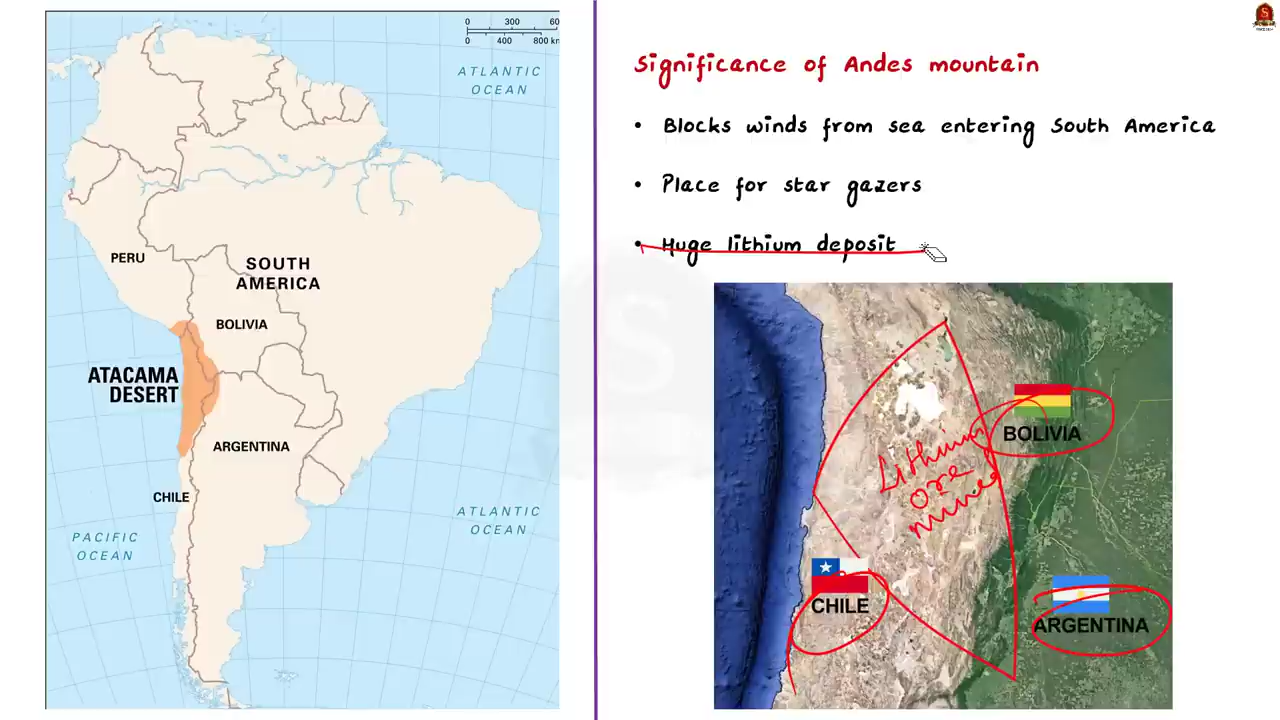 0 300 60
0 400 800 km
ATLANTIC
OCEAN
PERU
SOUTH
AMERICA
BOLIVIA
ATACAMA
DESERT
ARGENTINA
CHILE
PACIFIC
OCEAN
ATLANTIC
OCEAN
Significance of Andes mountain
• Blocks winds from sea entering South America
• Place for star gazers
• Huge lithium deposit
BOLIVIA
Lithium
ore
mines
CHILE
ARGENTINA